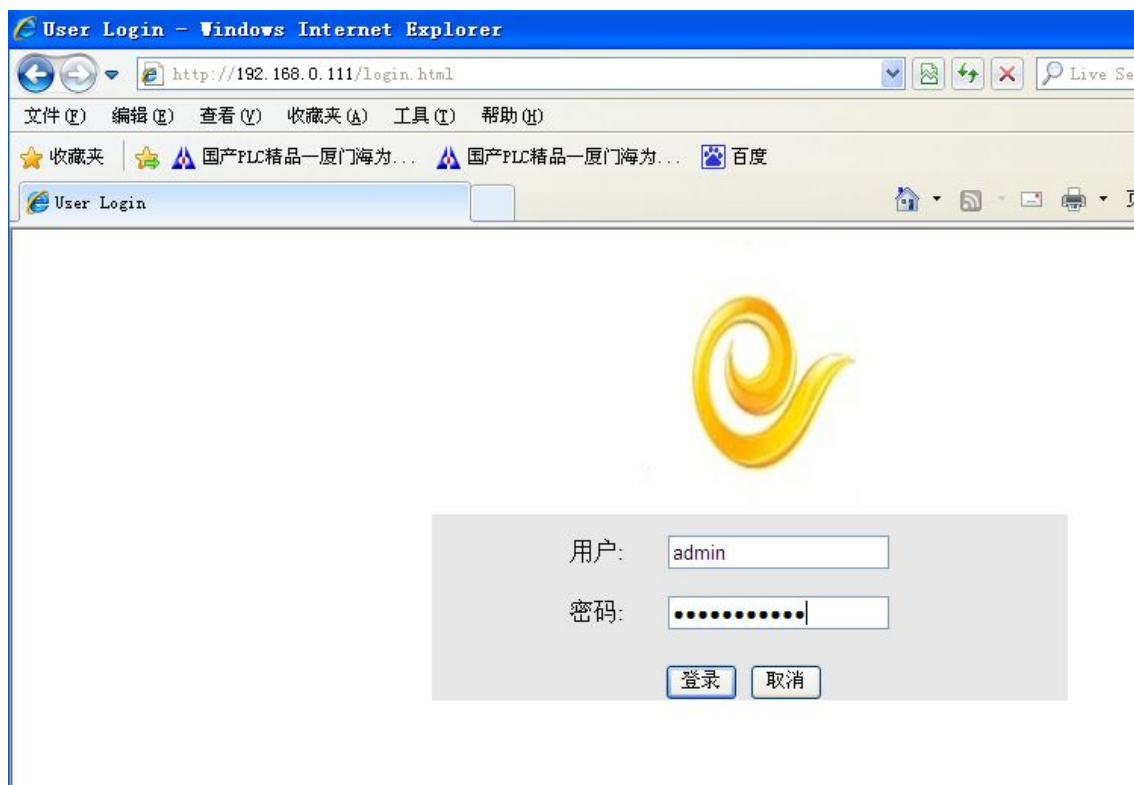 User Login - Windows Internet Explorer
http://192.168.0.111/login.html Live Se
文件(F) 编辑(E) 查看(V) 收藏夹(A) 工具(T) 帮助(H)
收藏夹 国产PLC精品—厦门海为... 国产PLC精品—厦门海为... 百度
User Login
用户: admin
密码: ●●●●●●●●●●●
登录 取消